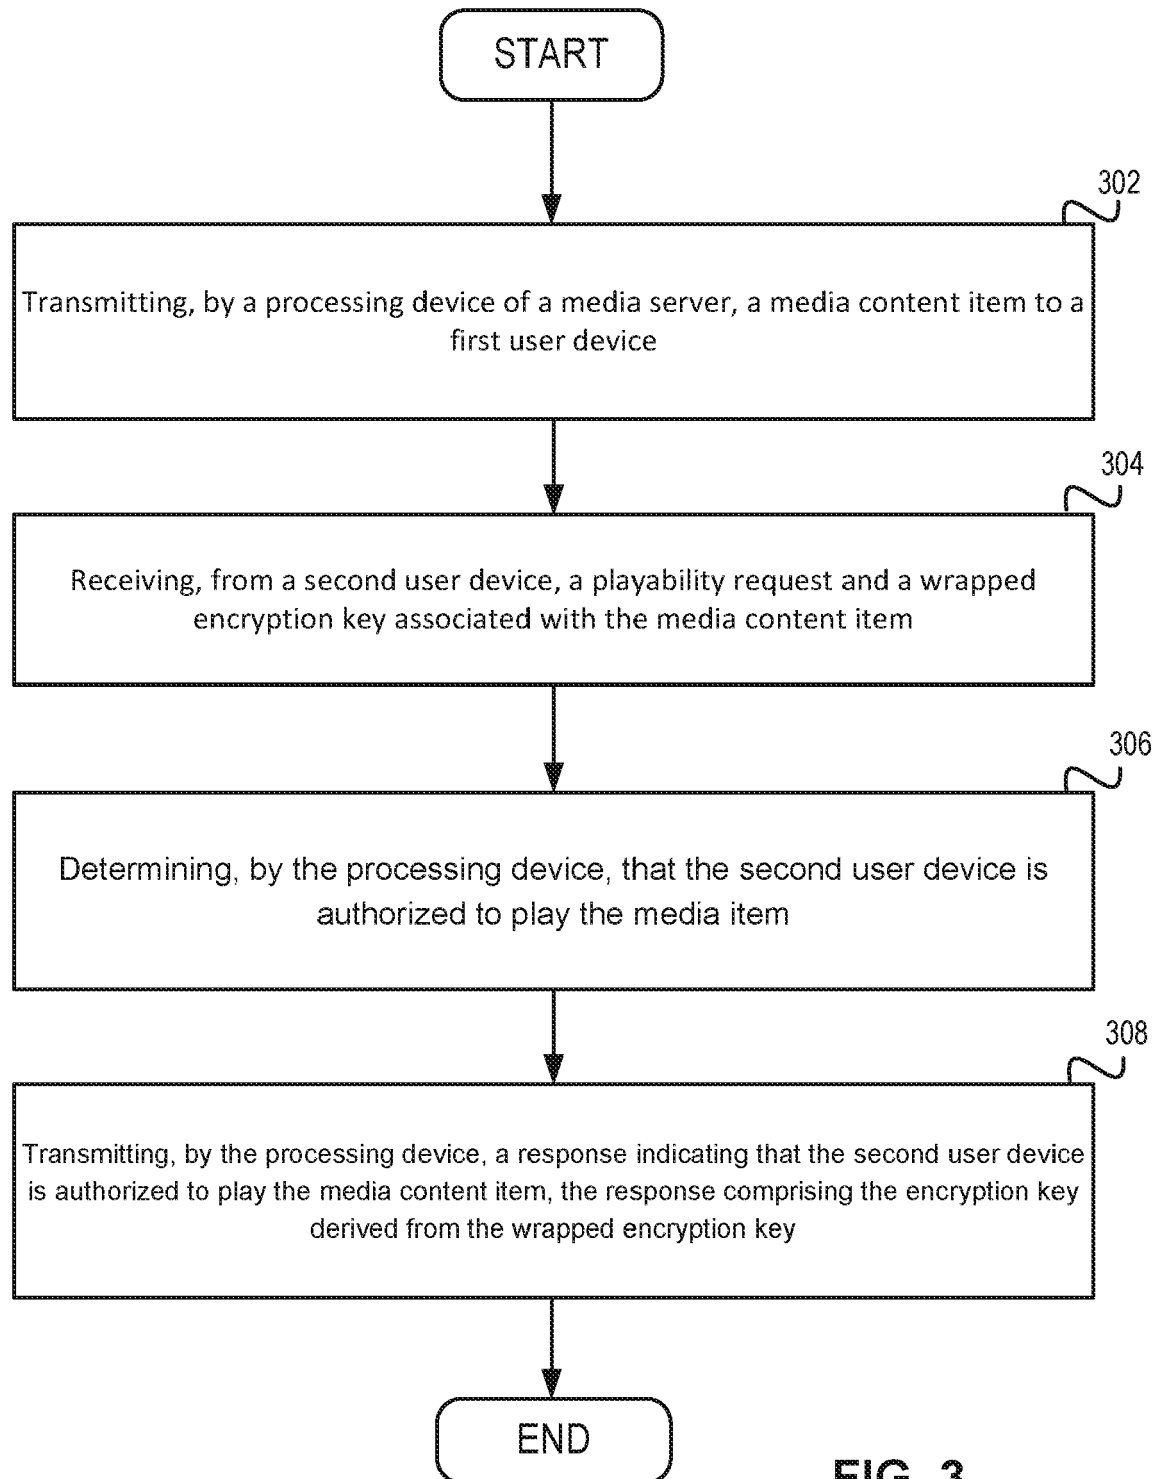 START
302
Transmitting, by a processing device of a media server, a media content item to a
first user device
304
Receiving, from a second user device, a playability request and a wrapped
encryption key associated with the media content item
306
Determining, by the processing device, that the second user device is
authorized to play the media item
308
Transmitting, by the processing device, a response indicating that the second user device
is authorized to play the media content item, the response comprising the encryption key
derived from the wrapped encryption key
END
FIG. 3